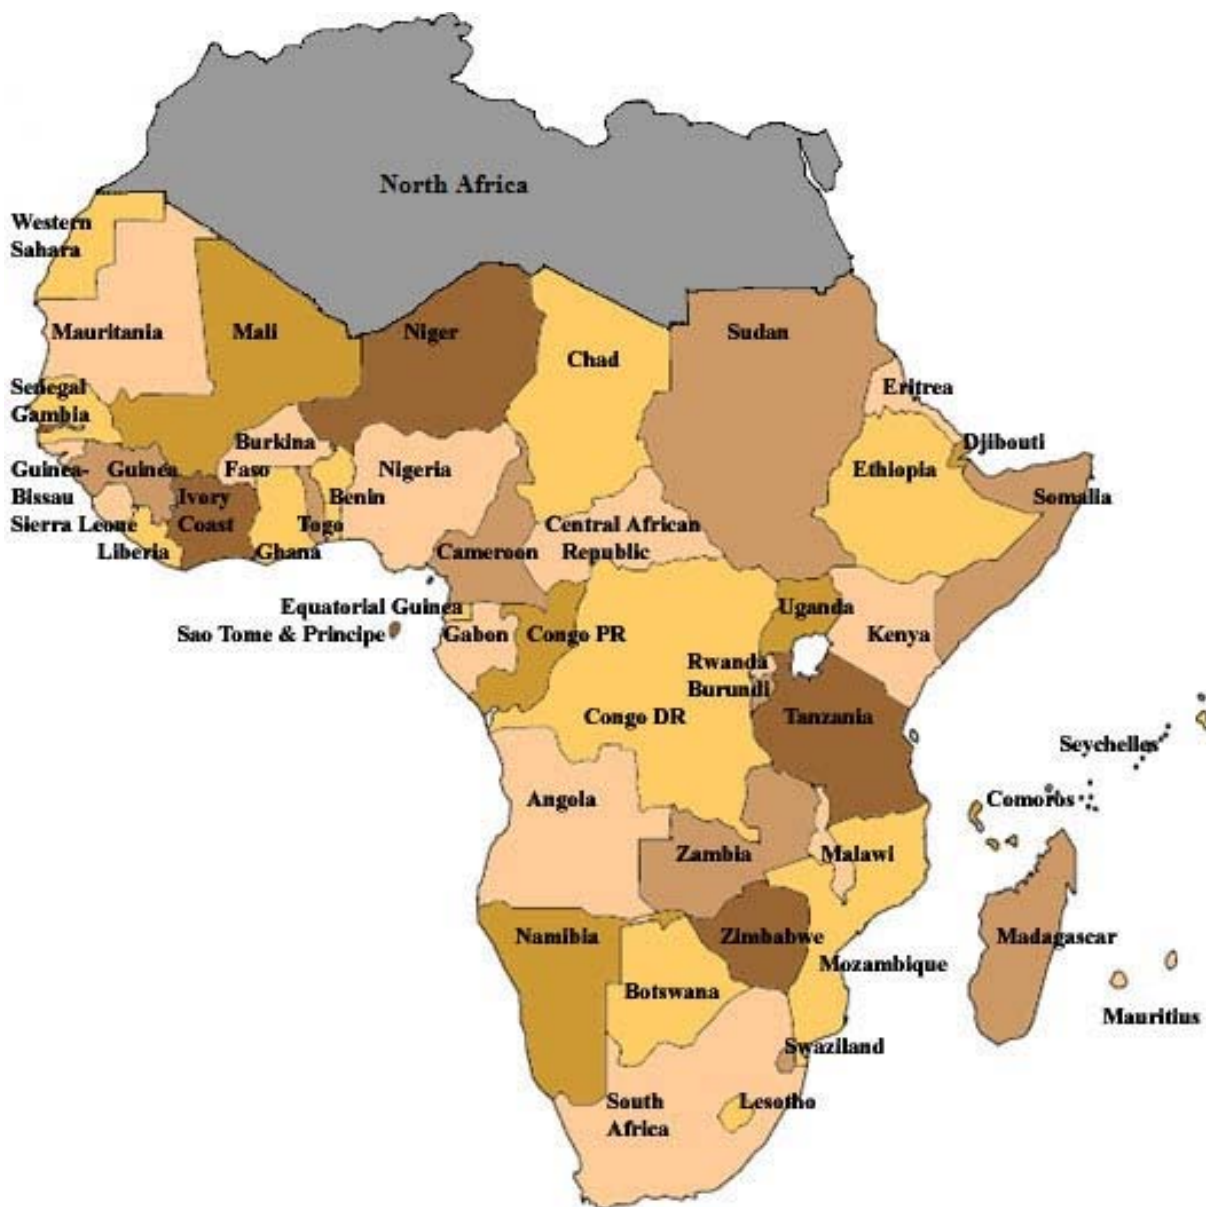 North Africa
Western
Sahara
Mauritania
Mali
Niger
Chad
Sudan
Senegal
Gambia
Eritrea
Burkina
Faso
Djibouti
Guinea-
Bissau
Guinea
Ivory
Coast
Benin
Nigeria
Ethiopia
Somalia
Sierra Leone
Liberia
Ghana
Togo
Cameroon
Central African
Republic
Equatorial Guinea
Sao Tome & Principe
Gabon
Congo PR
Uganda
Kenya
Rwanda
Burundi
Congo DR
Tanzania
Seychelles
Angola
Comoros
Zambia
Malawi
Namibia
Zimbabwe
Madagascar
Mozambique
Botswana
Mauritius
Swaziland
South
Africa
Lesotho